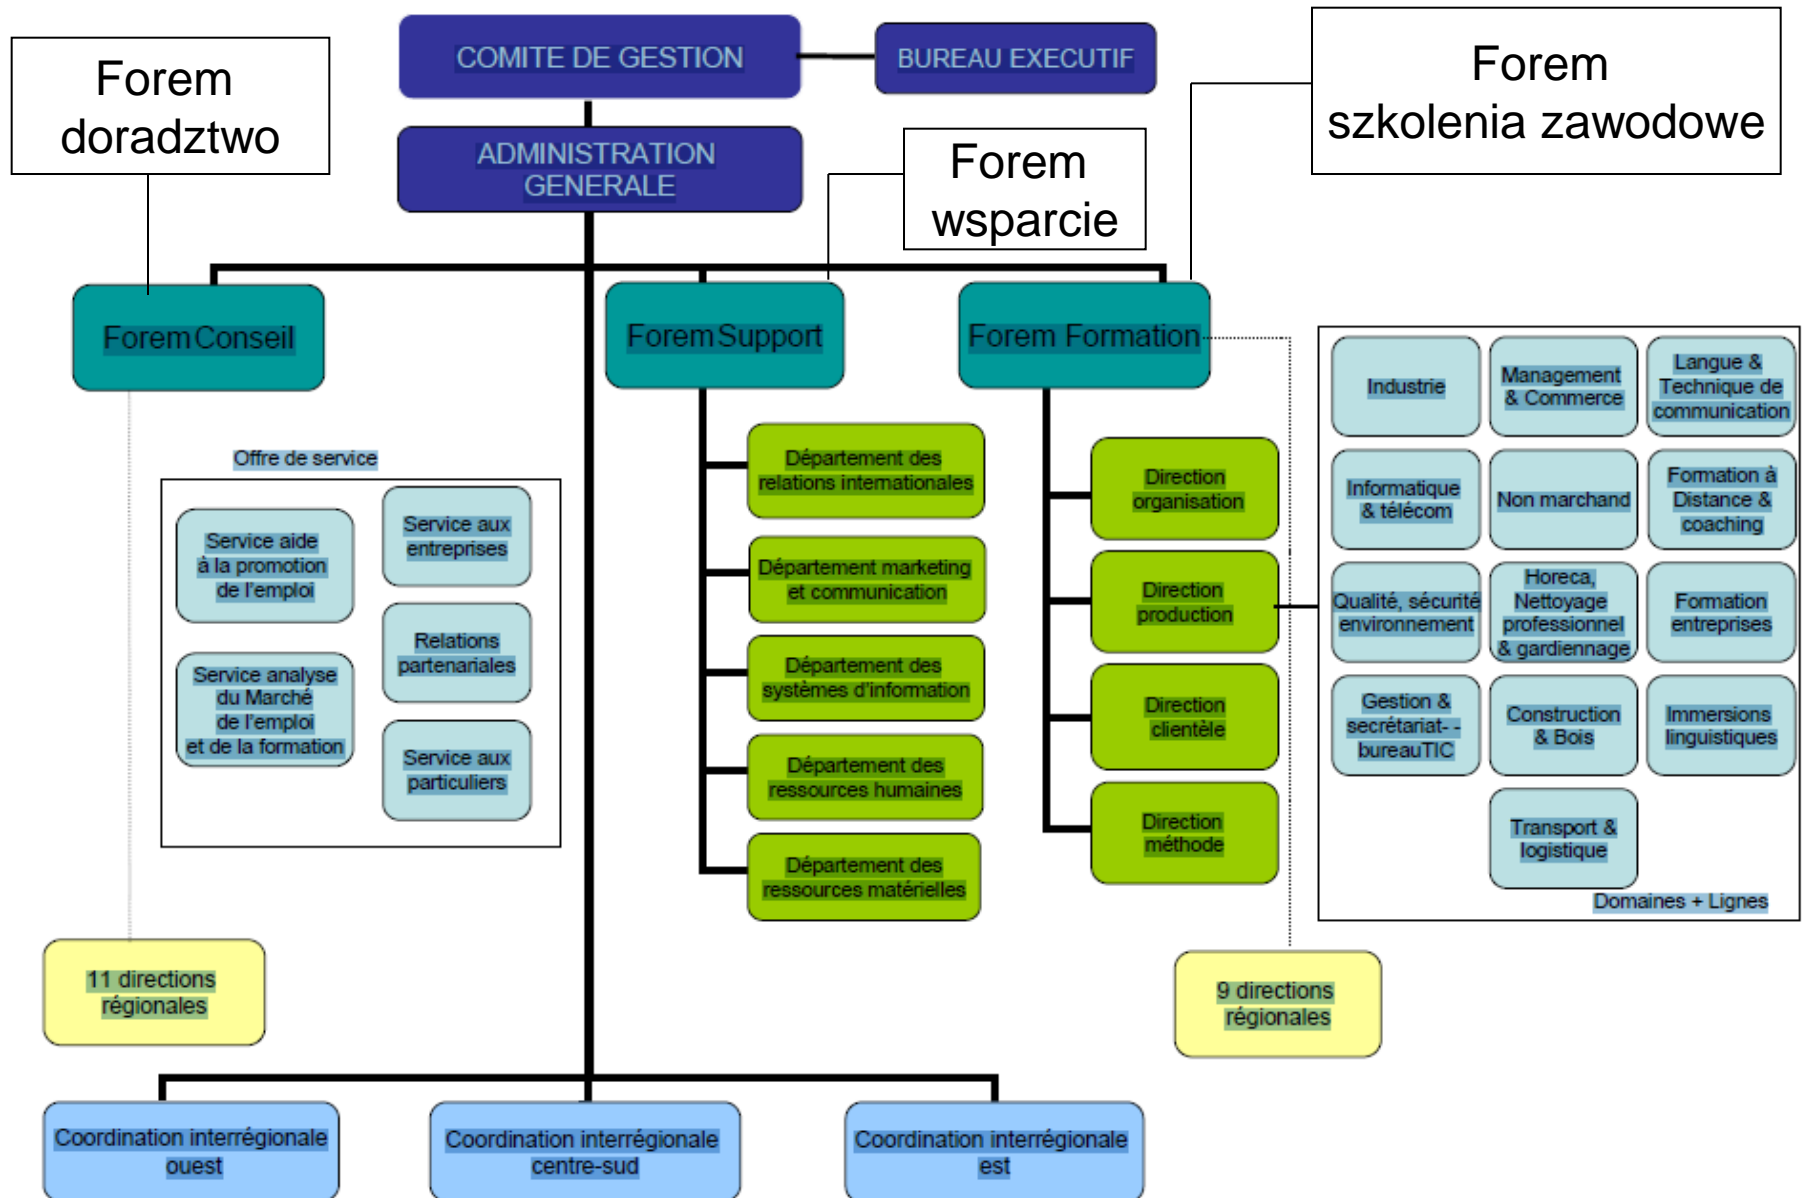 COMITE DE GESTION
BUREAU EXECUTIF
Forem
doradztwo
Forem
szkolenia zawodowe
ADMINISTRATION
GENERALE
Forem
wsparcie
Forem Conseil
Forem Support
Forem Formation
Offre de service
Service aide
à la promotion
de l'emploi
Service analyse
du Marché
de l'emploi
et de la formation
Service aux
entreprises
Relations
partenariales
Service aux
particuliers
Département des
relations internationales
Département marketing
et communication
Département des
systèmes d'information
Département des
ressources humaines
Département des
ressources matérielles
Direction
organisation
Direction
production
Direction
clientèle
Direction
méthode
Industrie
Management
& Commerce
Langue &
Technique de
communication
Informatique
& télécom
Non marchand
Formation à
Distance &
coaching
Qualité, sécurité
environnement
Horeca,
Nettoyage
professionnel
& gardiennage
Formation
entreprises
Gestion &
secrétariat- -
bureauTIC
Construction
& Bois
Immersions
linguistiques
Transport &
logistique
Domaines + Lignes
11 directions
régionales
9 directions
régionales
Coordination interrégionale
ouest
Coordination interrégionale
centre-sud
Coordination interrégionale
est